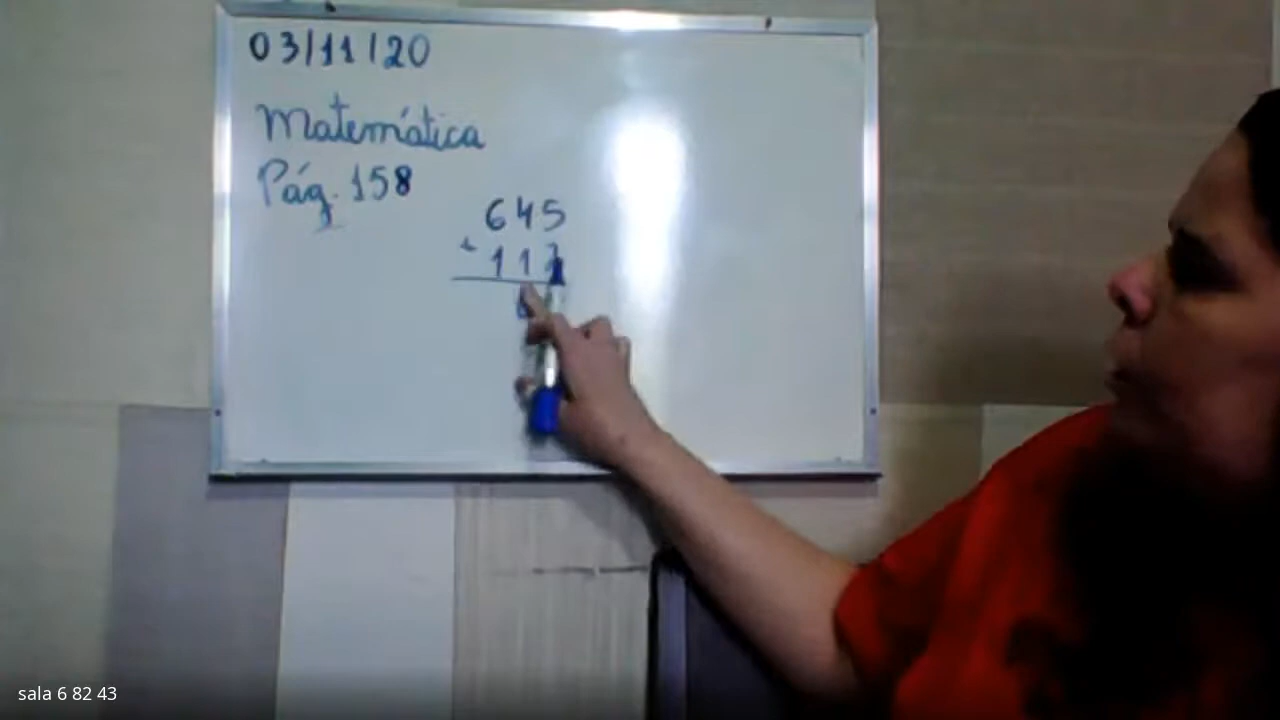 03/11/20
Matemática
Pág. 158
645
+ 11
sala 6 82 43